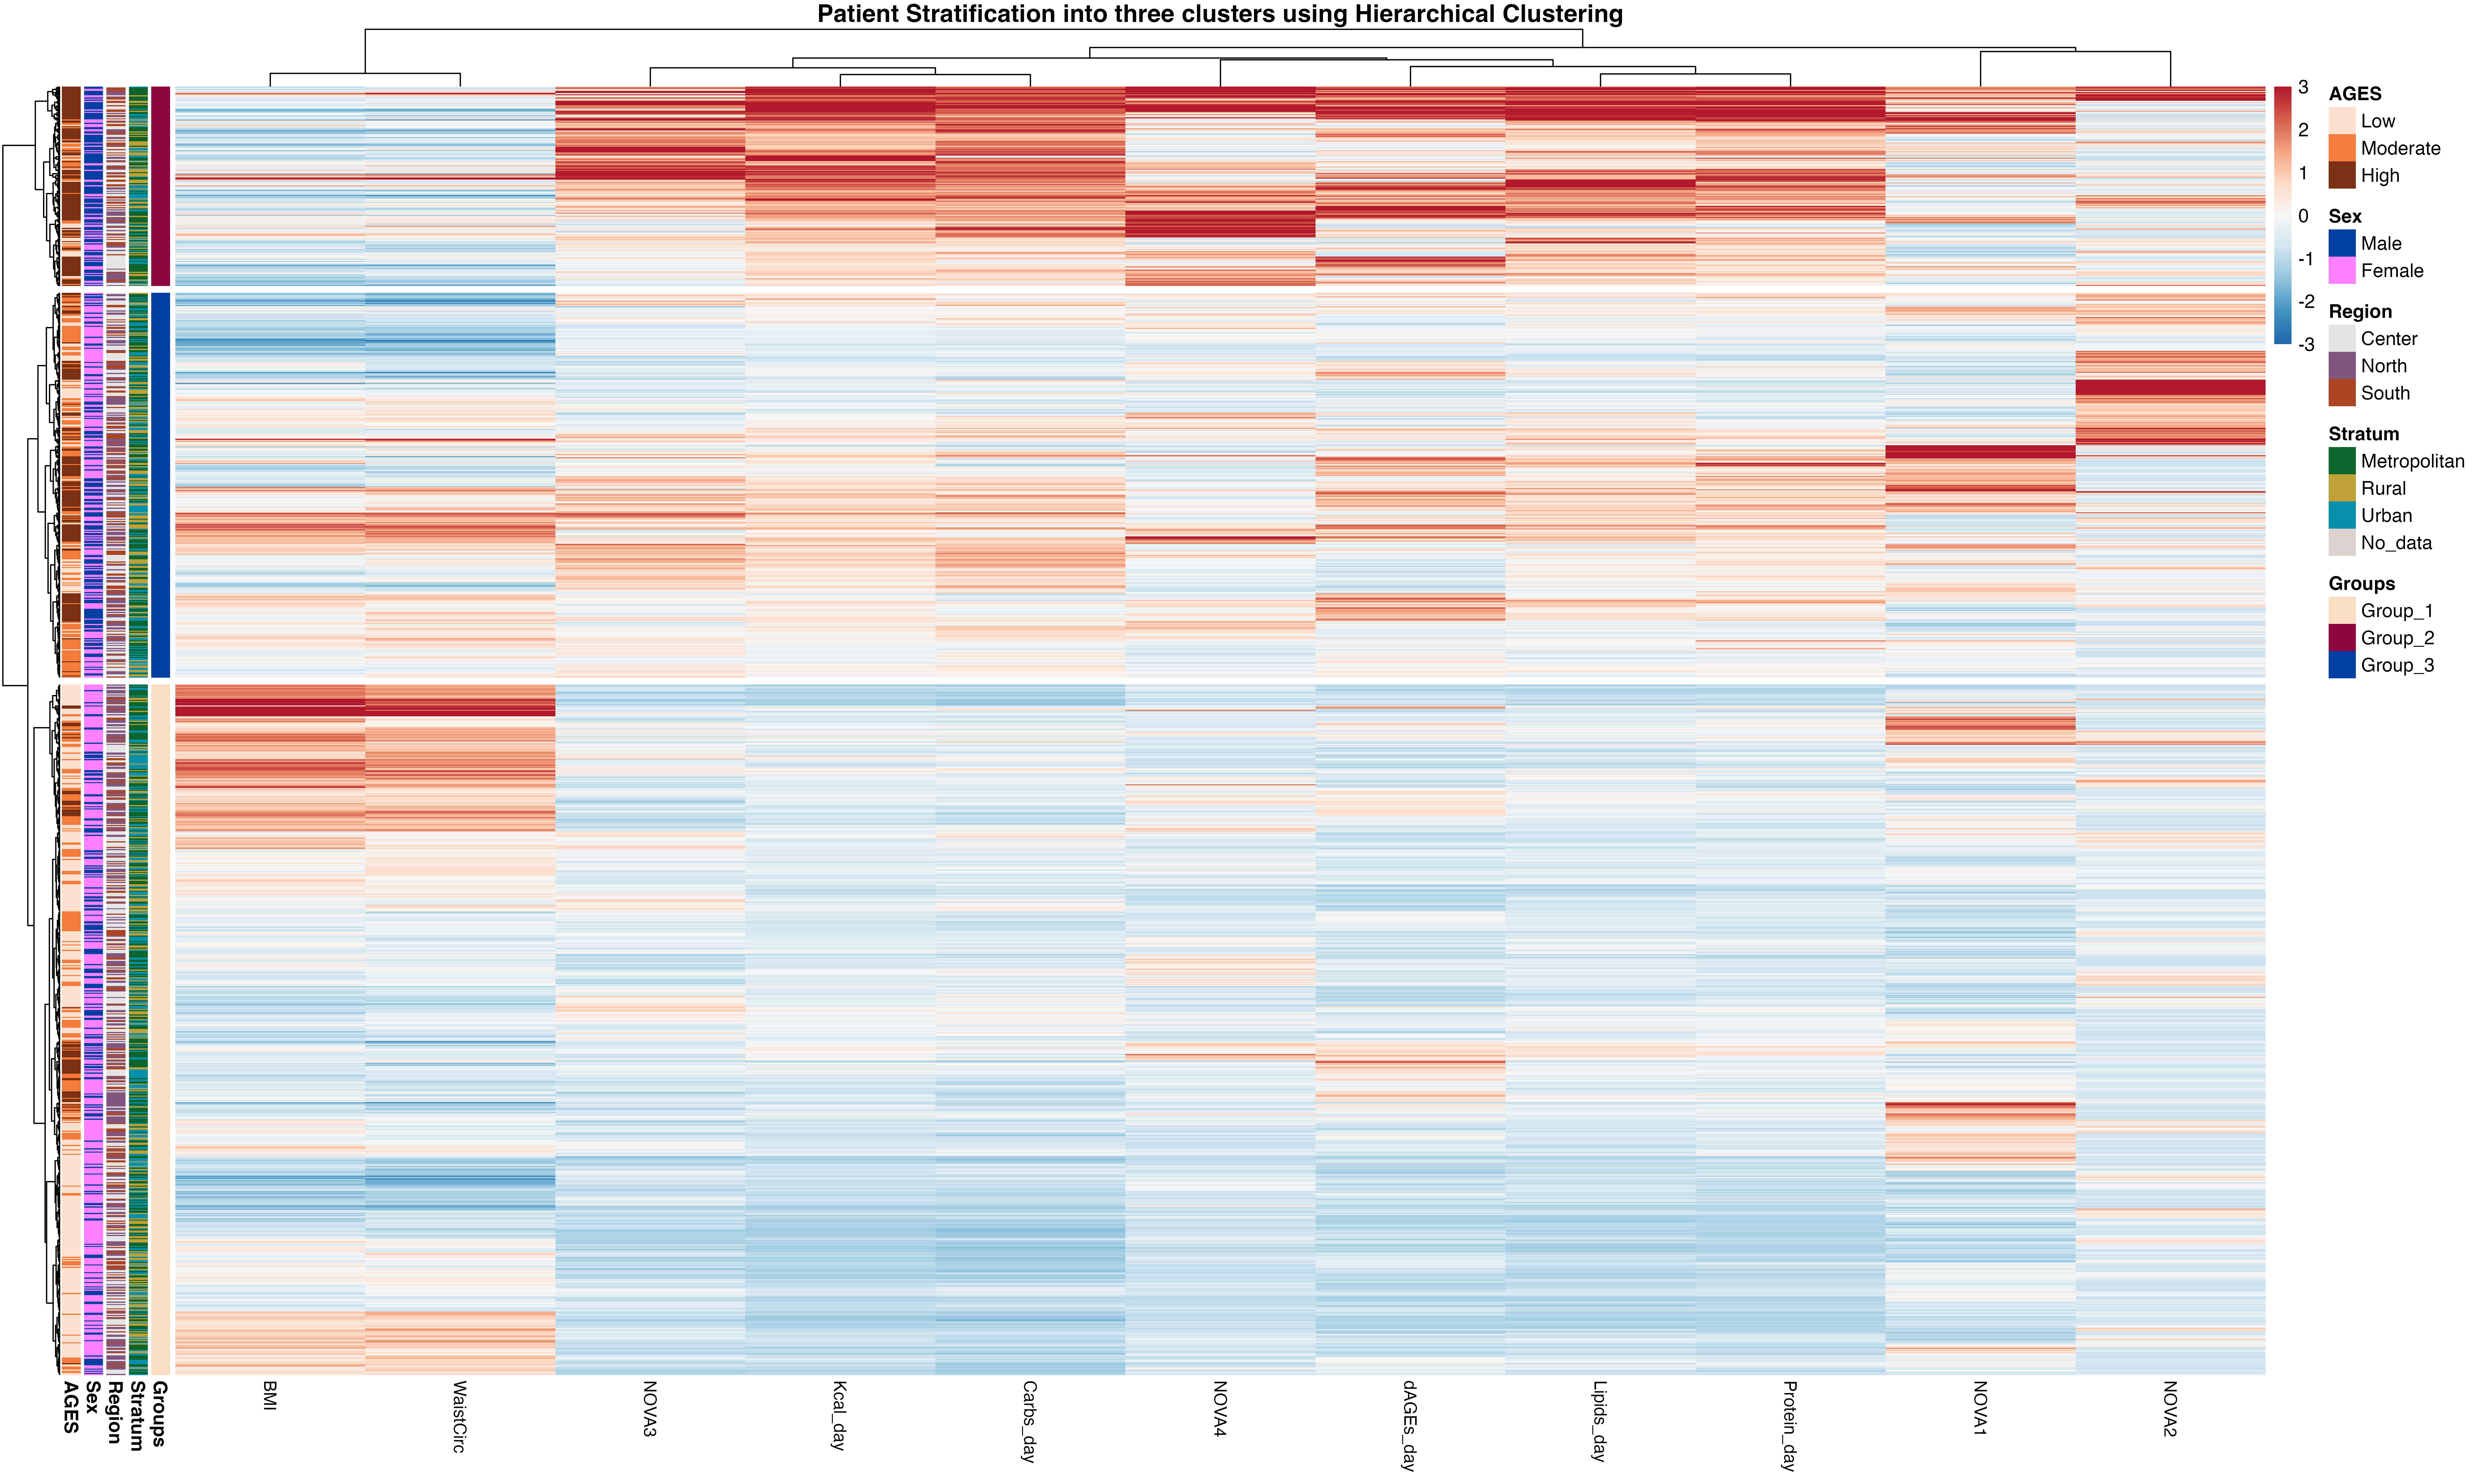 Patient Stratification into three clusters using Hierarchical Clustering
3
2
1
0
-1
-2
-3
AGES
Low
Moderate
High
Sex
Male
Female
Region
Center
North
South
Stratum
Metropolitan
Rural
Urban
No_data
Groups
Group_1
Group_2
Group_3
AGES
Sex
Region
Stratum
Groups
BMI
WaistCirc
NOVA3
Kcal_day
Carbs_day
NOVA4
dAGEs_day
Lipids_day
Protein_day
NOVA1
NOVA2